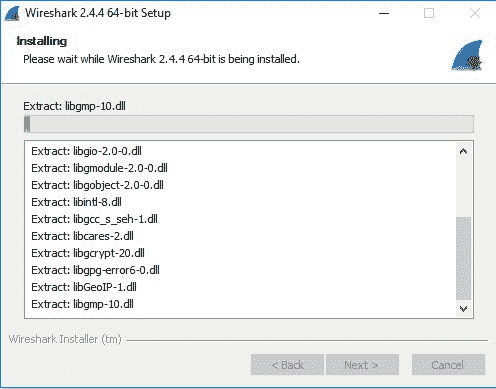 Wireshark 2.4.4 64-bit Setup
Installing
Please wait while Wireshark 2.4.4 64-bit is being installed.
Extract: libgmp-10.dll
Extract: libgio-2.0-0.dll
Extract: libgmodule-2.0-0.dll
Extract: libgobject-2.0-0.dll
Extract: libintl-8.dll
Extract: libgcc_s_seh-1.dll
Extract: libcares-2.dll
Extract: libgcrypt-20.dll
Extract: libgpg-error6-0.dll
Extract: libGeoIP-1.dll
Extract: libgmp-10.dll
Wireshark Installer (tm)
< Back Next > Cancel